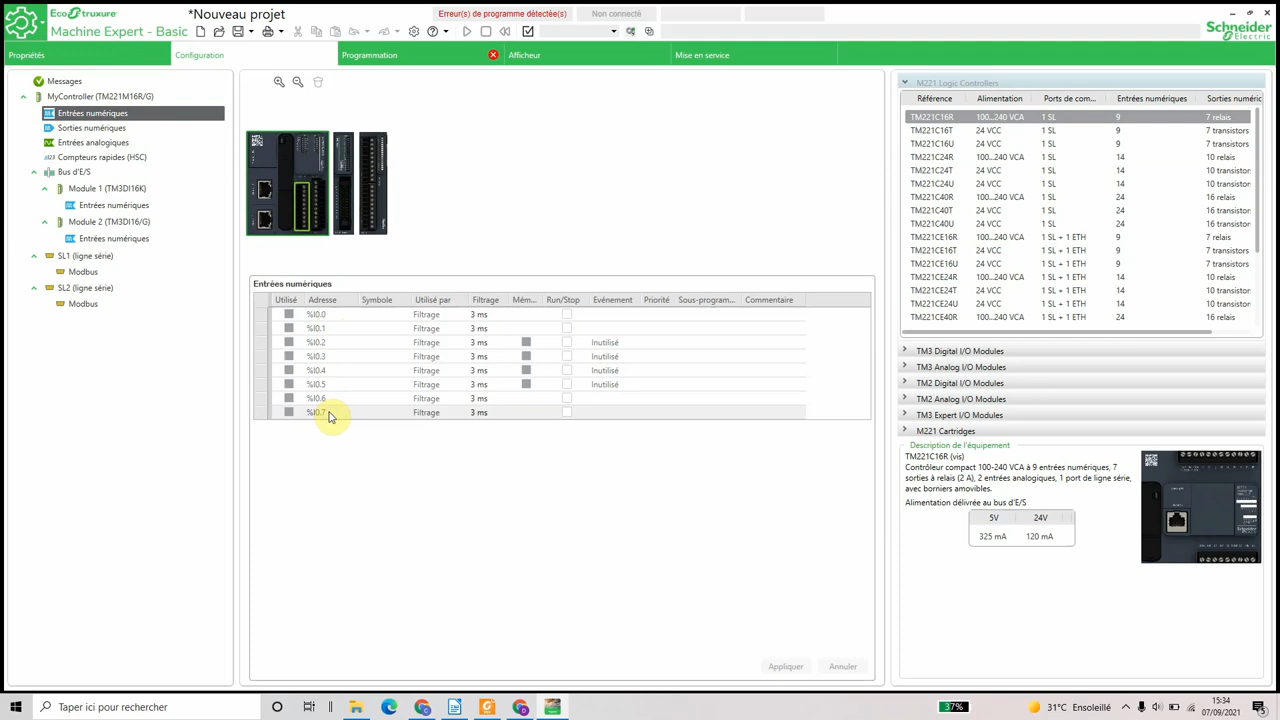 EcoStruxure
Machine Expert - Basic
*Nouveau projet
Erreur(s) de programme détectée(s)
Non connecté
Schneider
Electric
Propriétés
Configuration
Programmation
Afficheur
Mise en service
Messages
MyController (TM221M16R/G)
Entrées numériques
Sorties numériques
Entrées analogiques
Compteurs rapides (HSC)
Bus d'E/S
Module 1 (TM3DI16K)
Entrées numériques
Module 2 (TM3DI16/G)
Entrées numériques
SL1 (ligne série)
Modbus
SL2 (ligne série)
Modbus
Entrées numériques
Utilisé Adresse Symbole Utilisé par Filtrage Mém... Run/Stop Evénement Priorité Sous-program... Commentaire
%I0.0 Filtrage 3 ms
%I0.1 Filtrage 3 ms
%I0.2 Filtrage 3 ms Inutilisé
%I0.3 Filtrage 3 ms Inutilisé
%I0.4 Filtrage 3 ms Inutilisé
%I0.5 Filtrage 3 ms Inutilisé
%I0.6 Filtrage 3 ms
%I0.7 Filtrage 3 ms
Appliquer Annuler
M221 Logic Controllers
Référence Alimentation Ports de com... Entrées numériques Sorties numéric
TM221C16R 100...240 VCA 1 SL 9 7 relais
TM221C16T 24 VCC 1 SL 9 7 transistors
TM221C16U 24 VCC 1 SL 9 7 transistors
TM221C24R 100...240 VCA 1 SL 14 10 relais
TM221C24T 24 VCC 1 SL 14 10 transistor
TM221C24U 24 VCC 1 SL 14 10 transistor
TM221C40R 100...240 VCA 1 SL 24 16 relais
TM221C40T 24 VCC 1 SL 24 16 transistor
TM221C40U 24 VCC 1 SL 24 16 transistor
TM221CE16R 100...240 VCA 1 SL + 1 ETH 9 7 relais
TM221CE16T 24 VCC 1 SL + 1 ETH 9 7 transistors
TM221CE16U 24 VCC 1 SL + 1 ETH 9 7 transistors
TM221CE24R 100...240 VCA 1 SL + 1 ETH 14 10 relais
TM221CE24T 24 VCC 1 SL + 1 ETH 14 10 transistor
TM221CE24U 24 VCC 1 SL + 1 ETH 14 10 transistor
TM221CE40R 100...240 VCA 1 SL + 1 ETH 24 16 relais
TM3 Digital I/O Modules
TM3 Analog I/O Modules
TM2 Digital I/O Modules
TM2 Analog I/O Modules
TM3 Expert I/O Modules
M221 Cartridges
Description de l'équipement
TM221C16R (vis)
Contrôleur compact 100-240 VCA à 9 entrées numériques, 7
sorties à relais (2 A), 2 entrées analogiques, 1 port de ligne série,
avec borniers amovibles.
Alimentation délivrée au bus d'E/S
5V 24V
325 mA 120 mA
Taper ici pour rechercher
37%
31°C Ensoleillé
15:34
07/09/2021